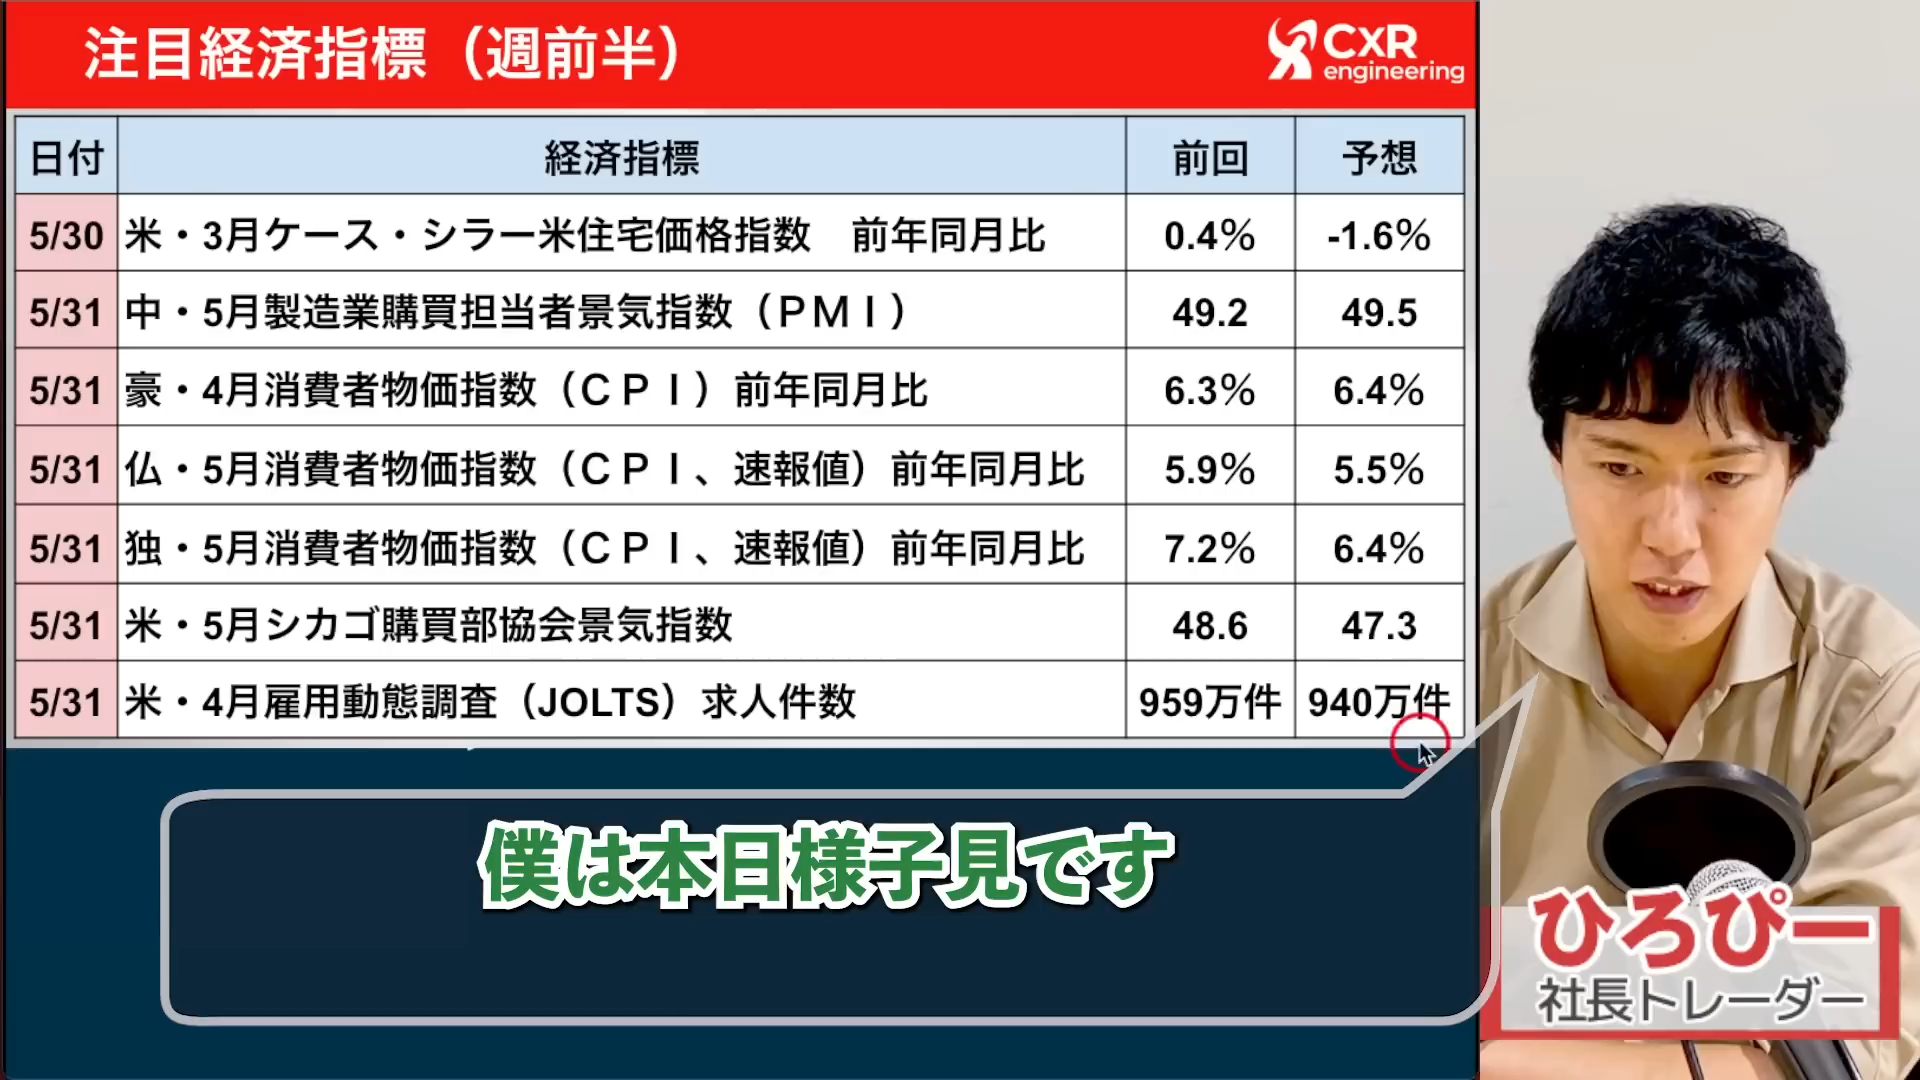 注目経済指標（週前半）
CXR
engineering
日付 経済指標 前回 予想
5/30 米・3月ケース・シラー米住宅価格指数　前年同月比 0.4% -1.6%
5/31 中・5月製造業購買担当者景気指数（ＰＭＩ） 49.2 49.5
5/31 豪・4月消費者物価指数（ＣＰＩ）前年同月比 6.3% 6.4%
5/31 仏・5月消費者物価指数（ＣＰＩ、速報値）前年同月比 5.9% 5.5%
5/31 独・5月消費者物価指数（ＣＰＩ、速報値）前年同月比 7.2% 6.4%
5/31 米・5月シカゴ購買部協会景気指数 48.6 47.3
5/31 米・4月雇用動態調査（JOLTS）求人件数 959万件 940万件
僕は本日様子見です
ひろぴー
社長トレーダー